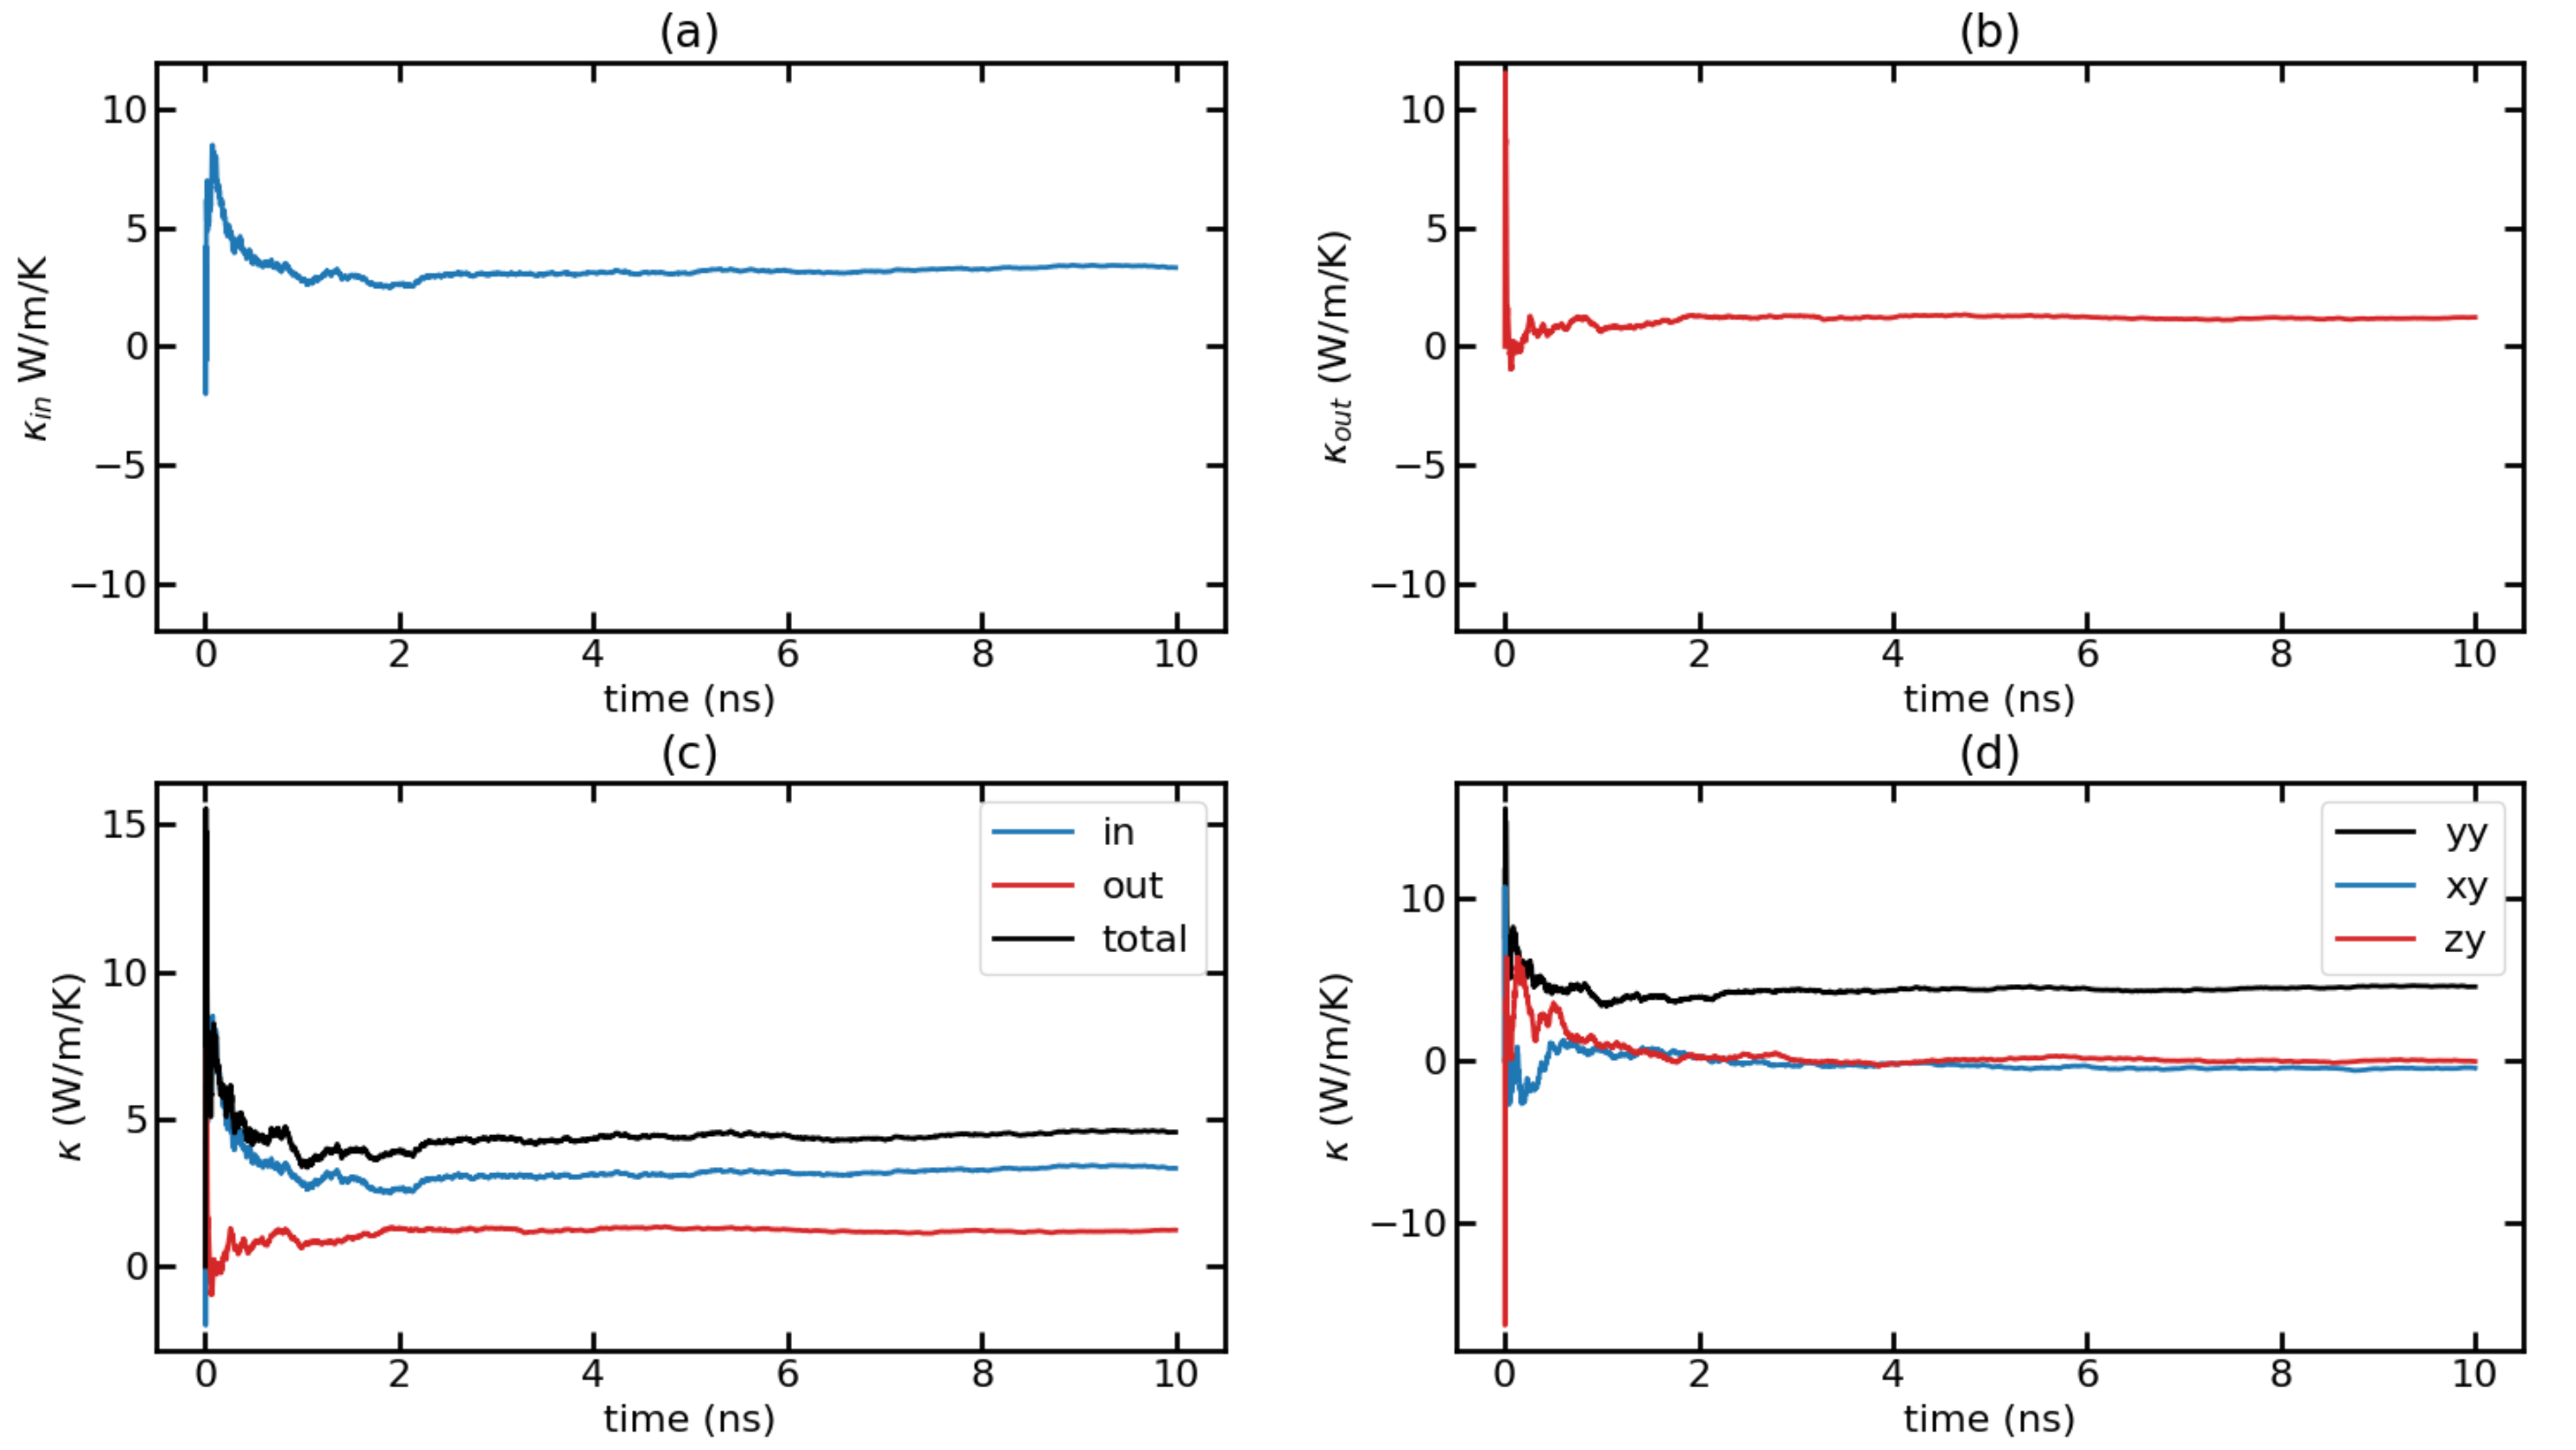 (a)
10
5
0
−5
−10
κin W/m/K
0 2 4 6 8 10
time (ns)
(b)
10
5
0
−5
−10
κout (W/m/K)
0 2 4 6 8 10
time (ns)
(c)
15
10
5
0
κ (W/m/K)
in
out
total
0 2 4 6 8 10
time (ns)
(d)
10
0
−10
κ (W/m/K)
yy
xy
zy
0 2 4 6 8 10
time (ns)